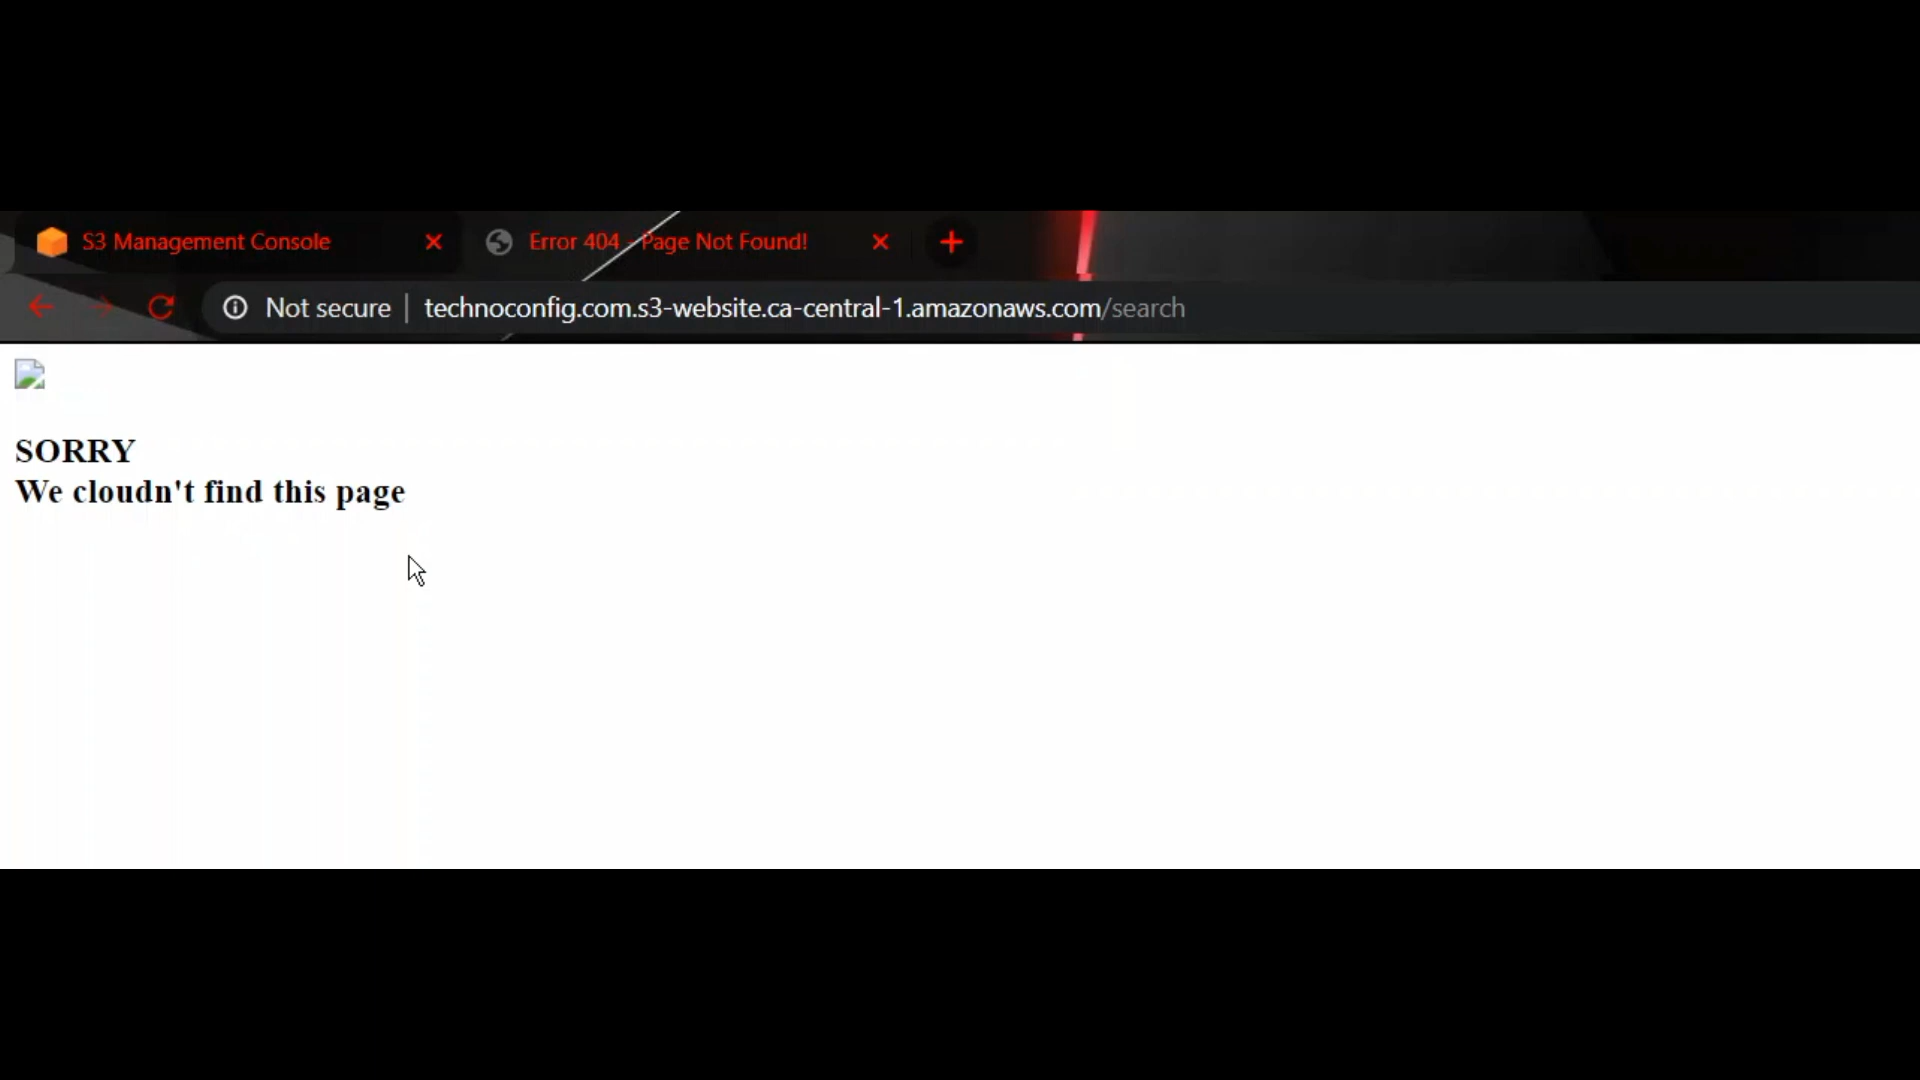 S3 Management Console
Error 404 - Page Not Found!
Not secure | technoconfig.com.s3-website.ca-central-1.amazonaws.com/search
SORRY
We cloudn't find this page